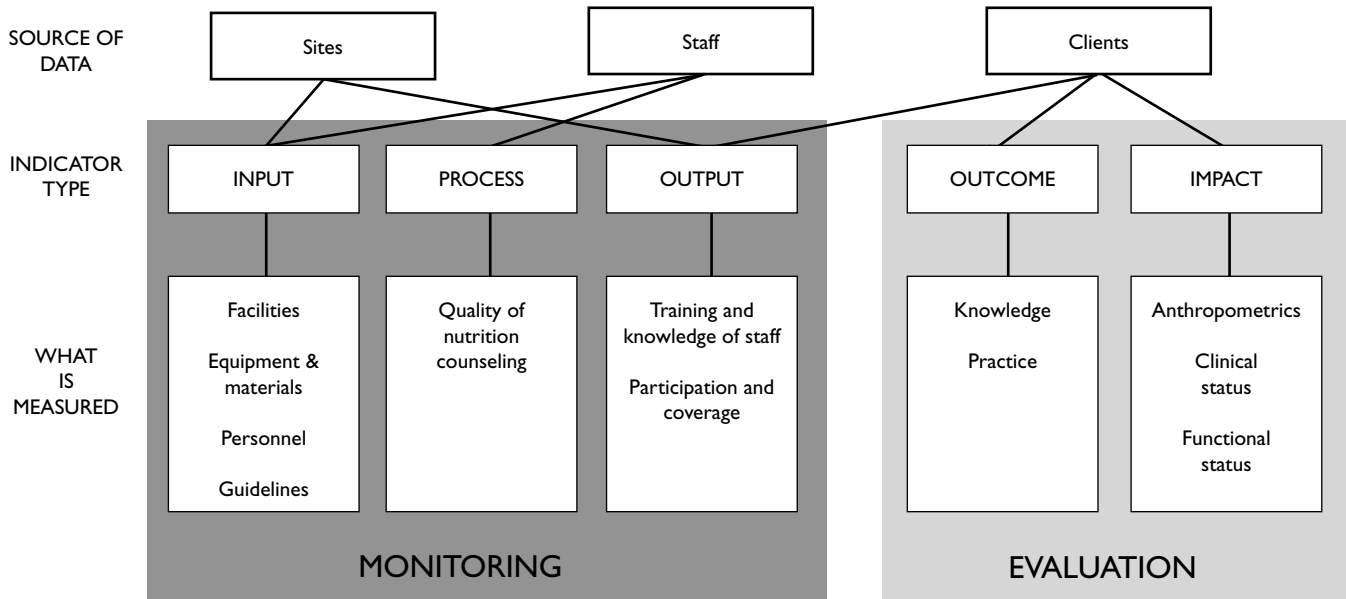 SOURCE OF
DATA
Sites
Staff
Clients
INDICATOR
TYPE
INPUT
PROCESS
OUTPUT
OUTCOME
IMPACT
WHAT
IS
MEASURED
Facilities
Equipment &
materials
Personnel
Guidelines
Quality of
nutrition
counseling
Training and
knowledge of staff
Participation and
coverage
Knowledge
Practice
Anthropometrics
Clinical
status
Functional
status
MONITORING
EVALUATION